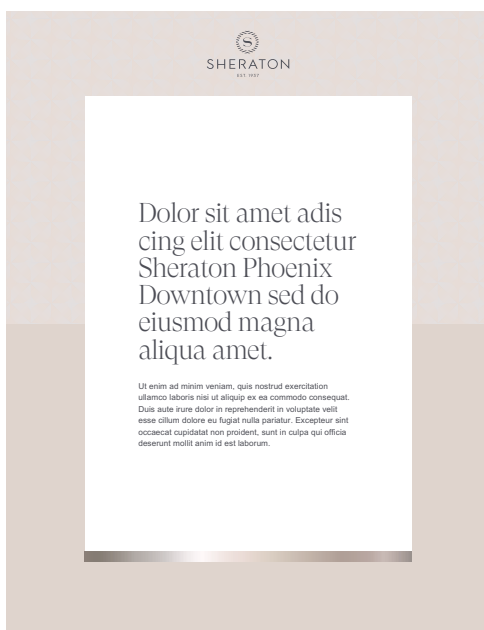 S
SHERATON
EST. 1937
Dolor sit amet adis
cing elit consectetur
Sheraton Phoenix
Downtown sed do
eiusmod magna
aliqua amet.
Ut enim ad minim veniam, quis nostrud exercitation
ullamco laboris nisi ut aliquip ex ea commodo consequat.
Duis aute irure dolor in reprehenderit in voluptate velit
esse cillum dolore eu fugiat nulla pariatur. Excepteur sint
occaecat cupidatat non proident, sunt in culpa qui officia
deserunt mollit anim id est laborum.